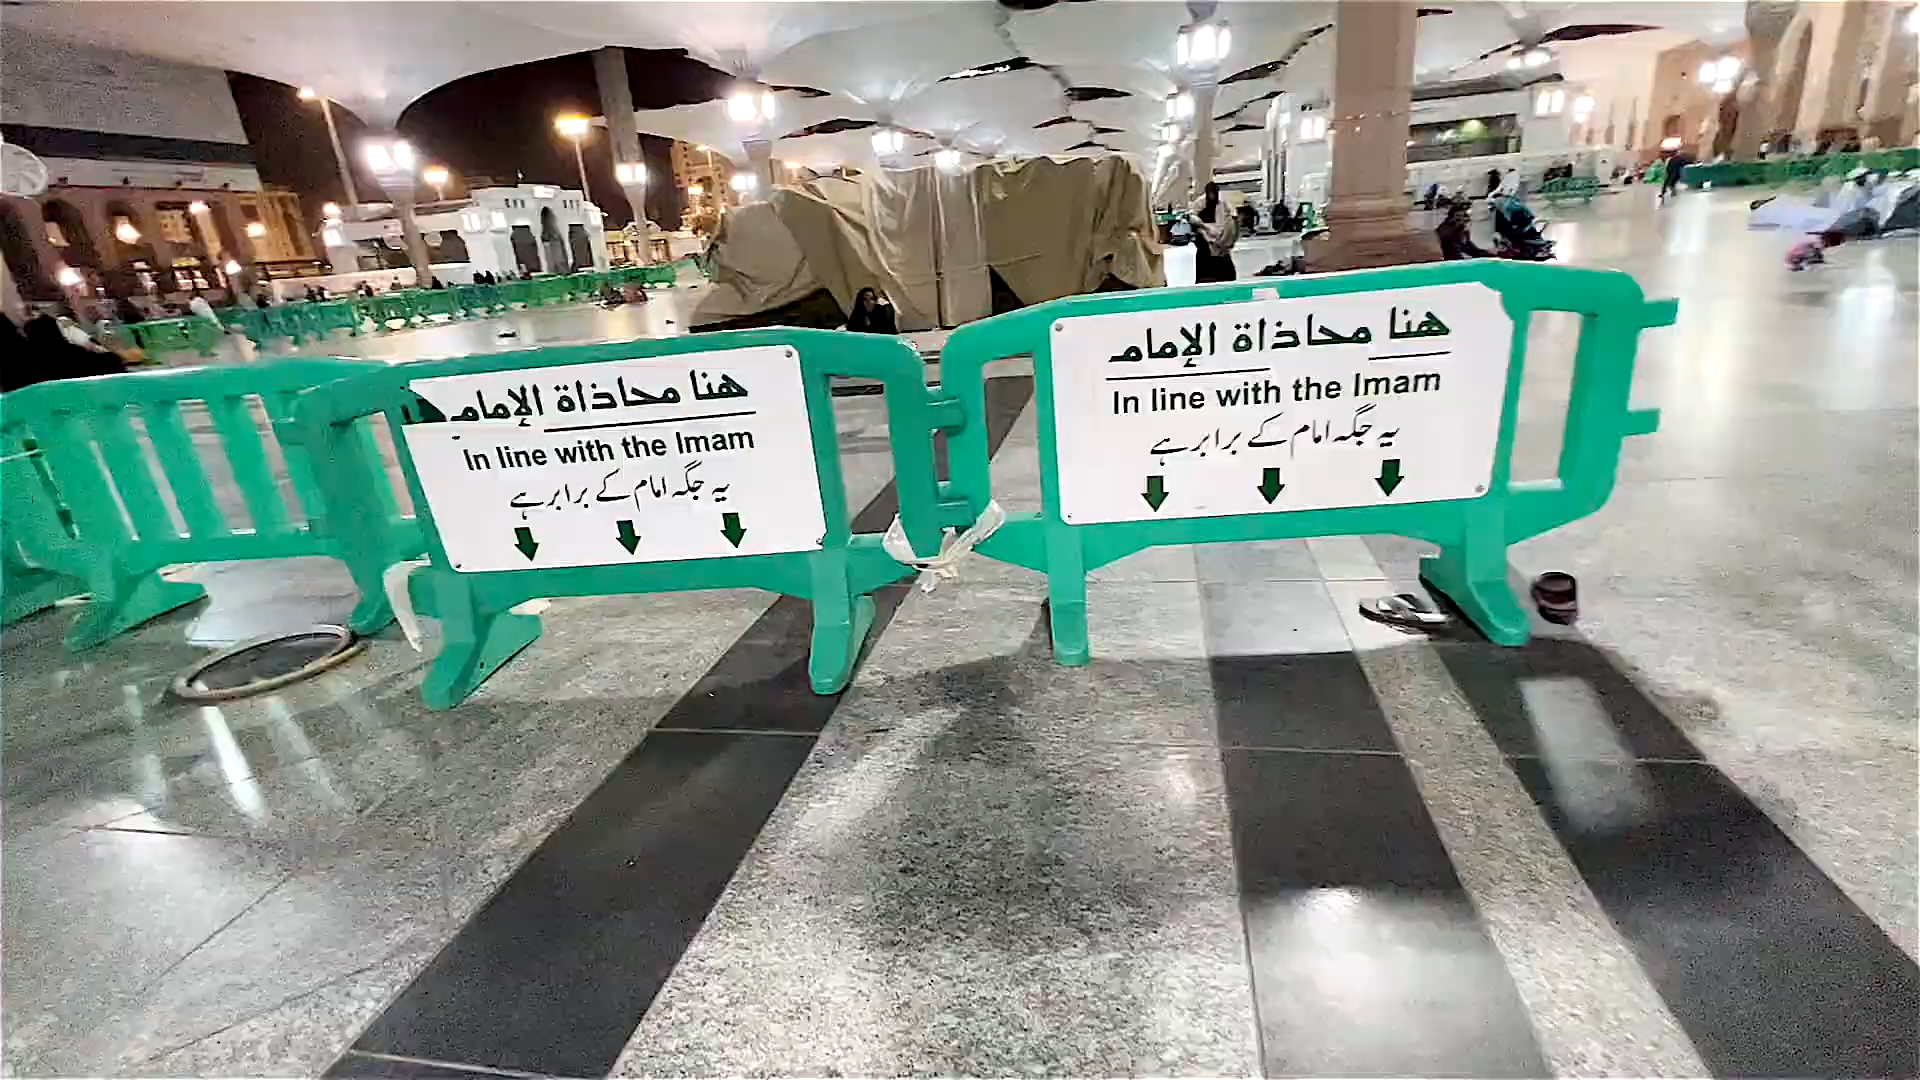 هنا محاذاة الإمام
In line with the Imam
یہ جگہ امام کے برابر ہے
هنا محاذاة الإمام
In line with the Imam
یہ جگہ امام کے برابر ہے